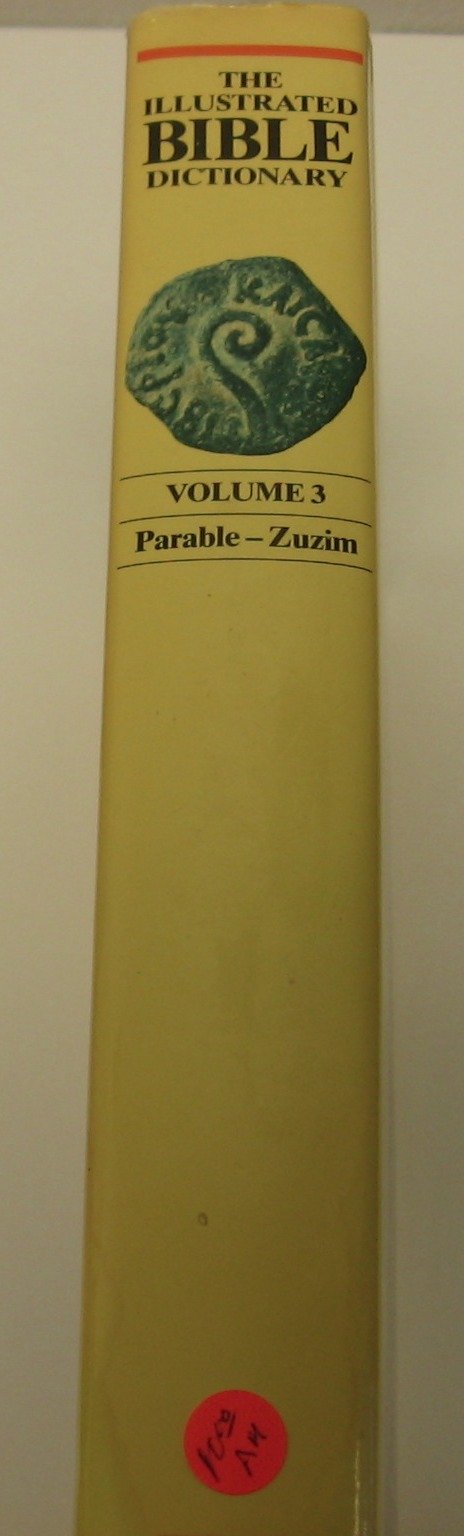 THE
ILLUSTRATED
BIBLE
DICTIONARY
VOLUME 3
Parable – Zuzim